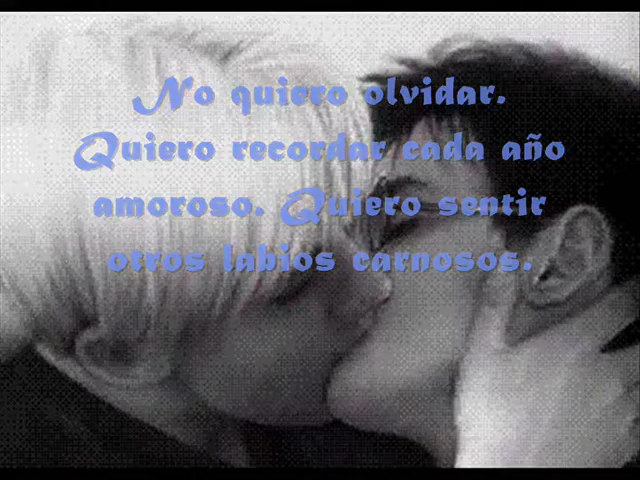 No quiero olvidar.
Quiero recordar cada año
amoroso. Quiero sentir
otros labios carnosos.